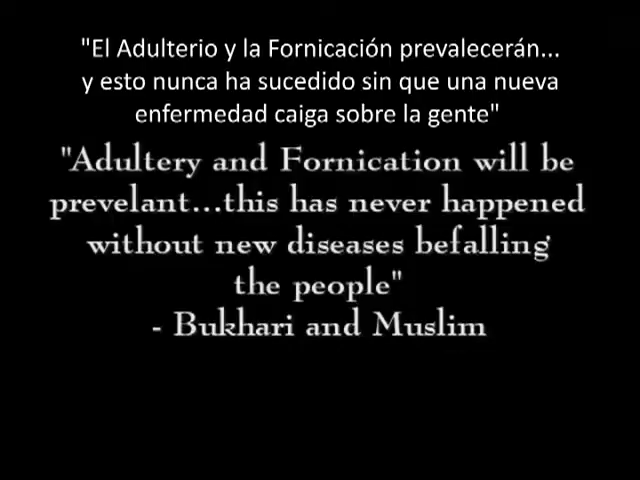 "El Adulterio y la Fornicación prevalecerán...
y esto nunca ha sucedido sin que una nueva
enfermedad caiga sobre la gente"
"Adultery and Fornication will be
prevelant...this has never happened
without new diseases befalling
the people"
- Bukhari and Muslim